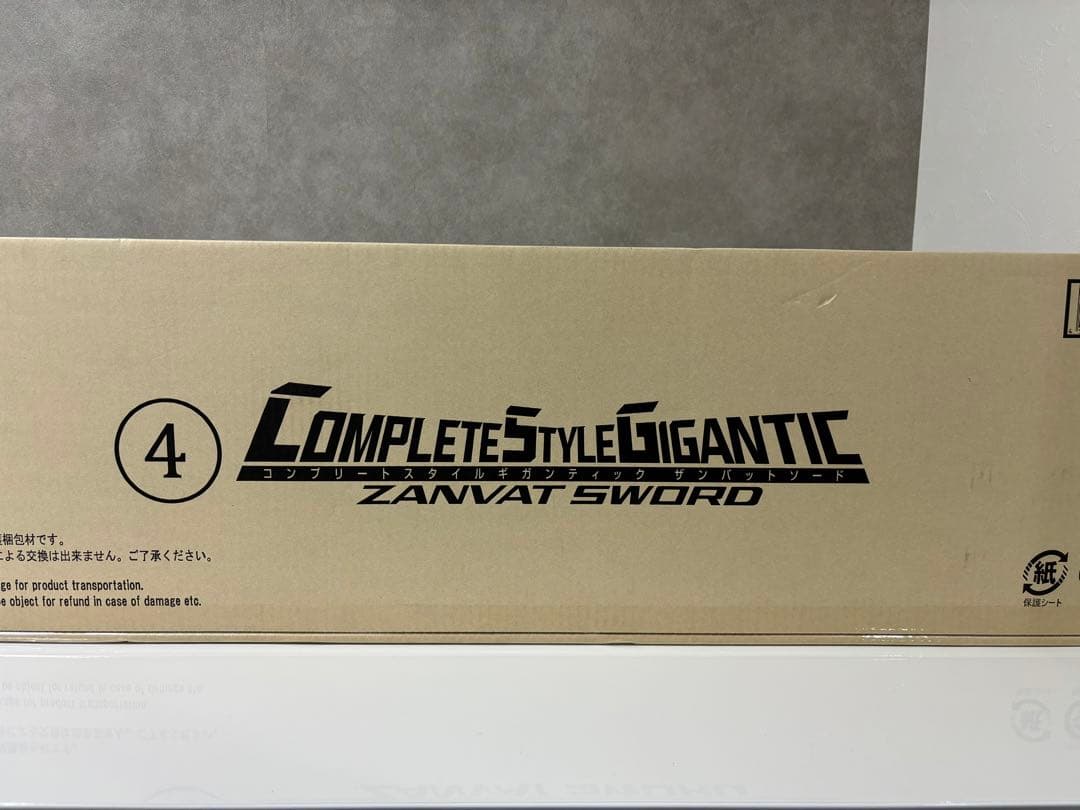 ④
COMPLETE STYLE GIGANTIC
コンプリートスタイルギガンティック ザンバットソード
ZANVAT SWORD
梱包材です。
よる交換は出来ません。ご了承ください。
ge for product transportation.
e object for refund in case of damage etc.
紙
保護シート